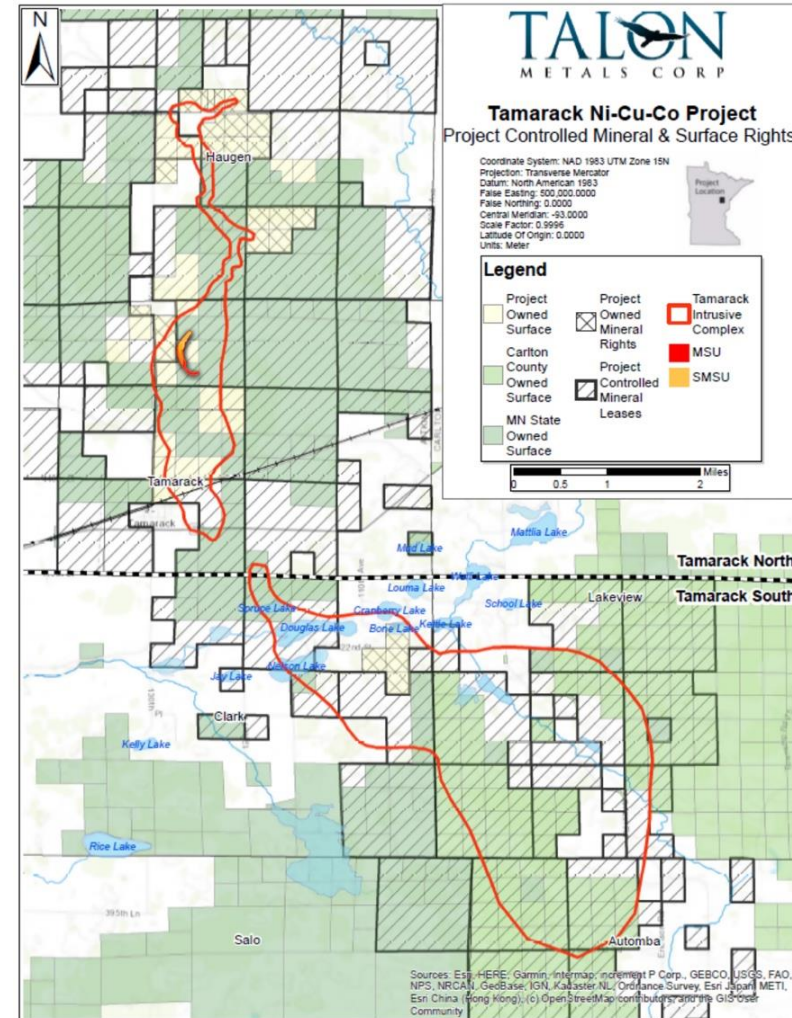 N
TALON
METALS CORP
Tamarack Ni-Cu-Co Project
Project Controlled Mineral & Surface Rights
Coordinate System: NAD 1983 UTM Zone 15N
Projection: Transverse Mercator
Datum: North American 1983
False Easting: 500,000.0000
False Northing: 0.0000
Central Meridian: -93.0000
Scale Factor: 0.9996
Latitude Of Origin: 0.0000
Units: Meter
Project
Location
Legend
Project
Owned
Surface
Carlton
County
Owned
Surface
MN State
Owned
Surface
Project
Owned
Mineral
Rights
Project
Controlled
Mineral
Leases
Tamarack
Intrusive
Complex
MSU
SMSU
Miles
0 0.5 1 2
Haugen
Tamarack
Tamarack
Mud Lake
Mattila Lake
Tamarack North
Tamarack South
Louma Lake
Wolf Lake
School Lake
Lakeview
Spruce Lake
Cranberry Lake
Douglas Lake
Bone Lake
Kettle Lake
Nelson Lake
Jay Lake
Clark
Kelly Lake
Rice Lake
395th Ln
Salo
Automba
Sources: Esri, HERE, Garmin, Intermap, increment P Corp., GEBCO, USGS, FAO,
NPS, NRCAN, GeoBase, IGN, Kadaster NL, Ordnance Survey, Esri Japan, METI,
Esri China (Hong Kong), (c) OpenStreetMap contributors, and the GIS User
Community